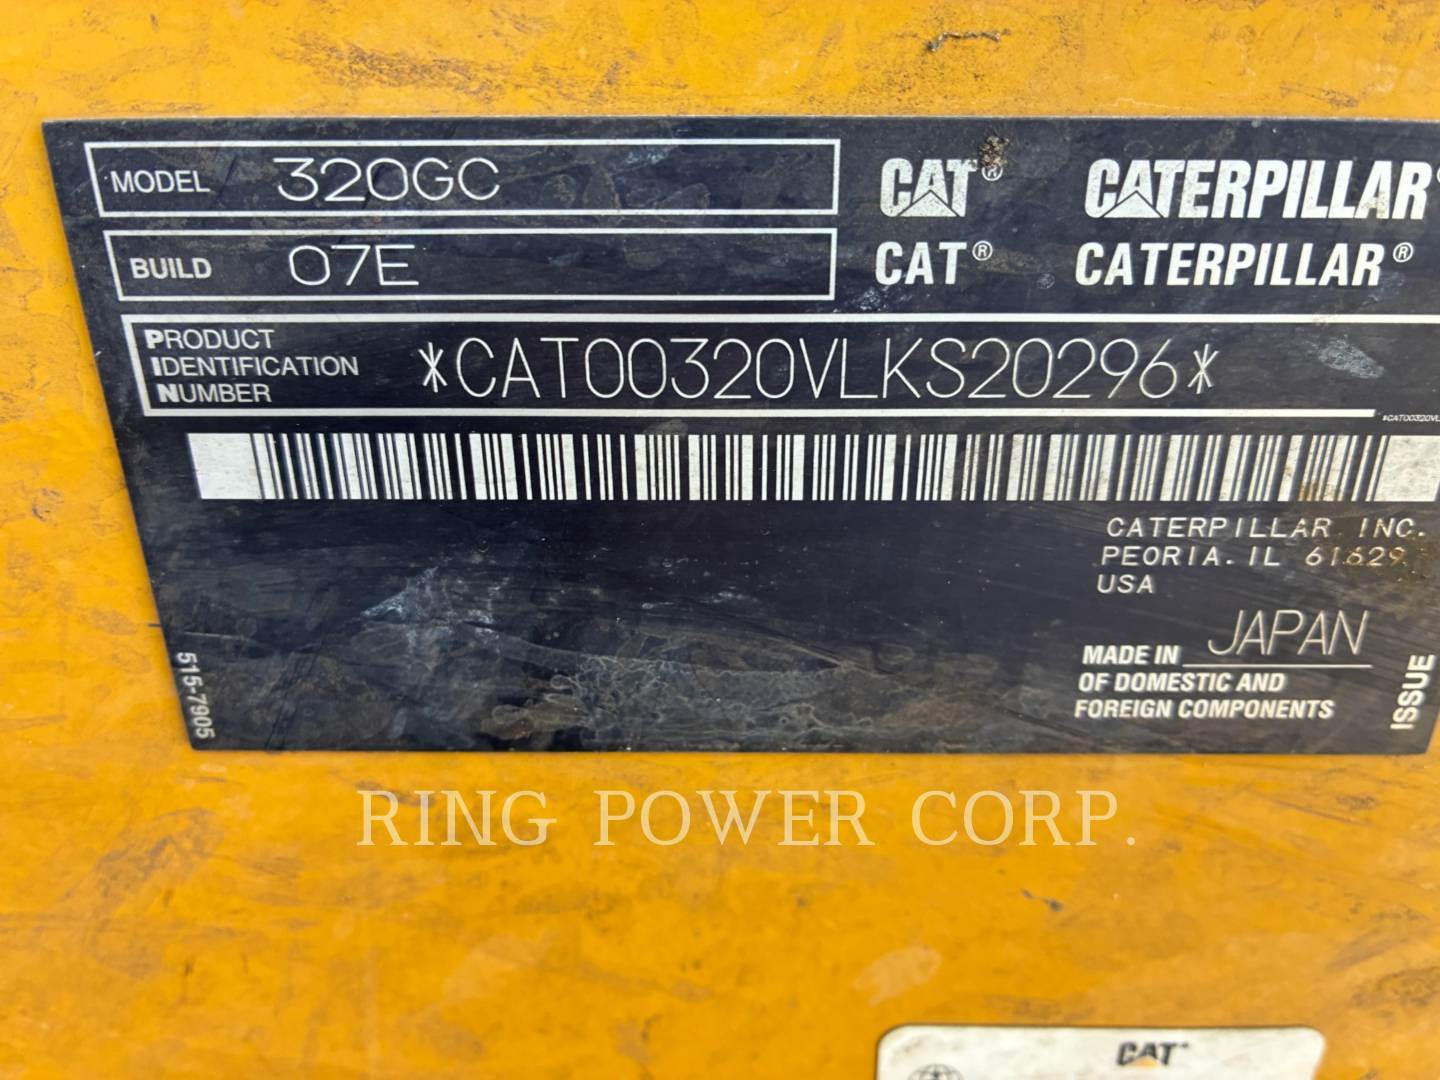 MODEL 320GC
BUILD 07E
CAT® CATERPILLAR®
CAT® CATERPILLAR®
PRODUCT
IDENTIFICATION
NUMBER
*CAT00320VLKS20296*
*CAT00320VL
CATERPILLAR INC.
PEORIA. IL 61629
USA
MADE IN JAPAN
OF DOMESTIC AND
FOREIGN COMPONENTS
ISSUE
515-7905
RING POWER CORP.
CAT